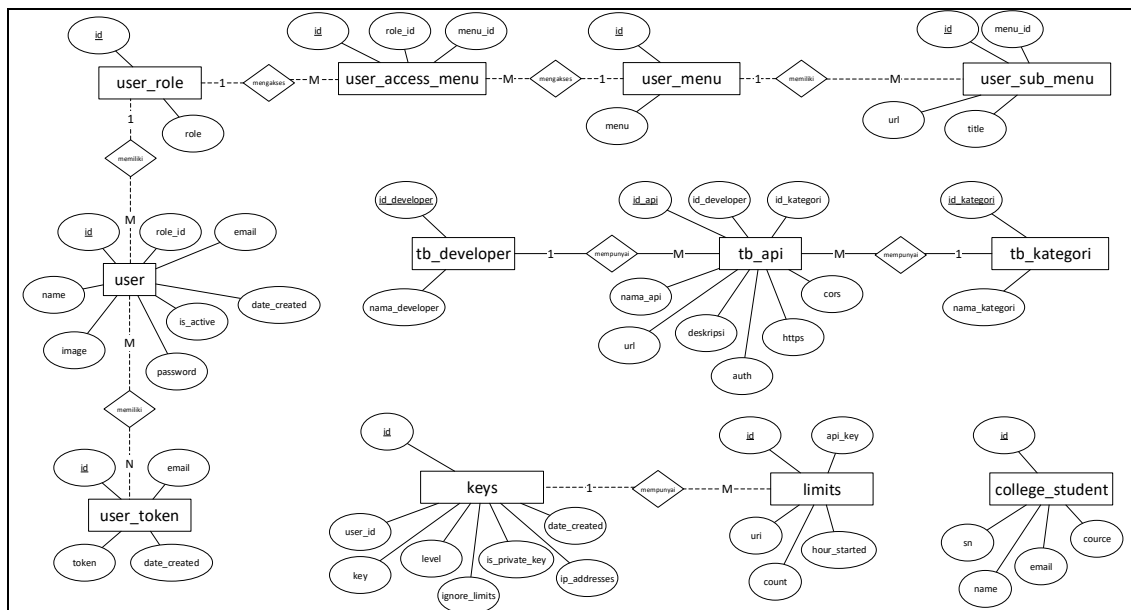 id
role_id
menu_id
id
id
id
menu_id
user_role
1
mengakses
M
user_access_menu
M
mengakses
1
user_menu
1
memiliki
M
user_sub_menu
role
menu
url
title
1
memiliki
M
id
role_id
email
user
name
is_active
date_created
image
password
M
memiliki
N
id
email
user_token
token
date_created
id_developer
id_api
id_developer
id_kategori
id_kategori
tb_developer
1
mempunyai
M
tb_api
M
mempunyai
1
tb_kategori
nama_developer
nama_api
cors
nama_kategori
url
deskripsi
https
auth
id
id
api_key
id
keys
1
mempunyai
M
limits
college_student
user_id
key
level
ignore_limits
is_private_key
date_created
ip_addresses
uri
count
hour_started
sn
name
email
cource